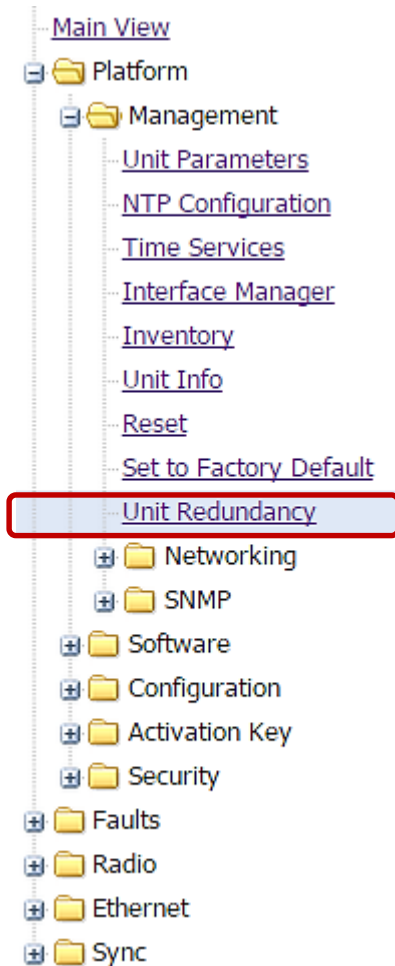 Main View
Platform
Management
Unit Parameters
NTP Configuration
Time Services
Interface Manager
Inventory
Unit Info
Reset
Set to Factory Default
Unit Redundancy
Networking
SNMP
Software
Configuration
Activation Key
Security
Faults
Radio
Ethernet
Sync